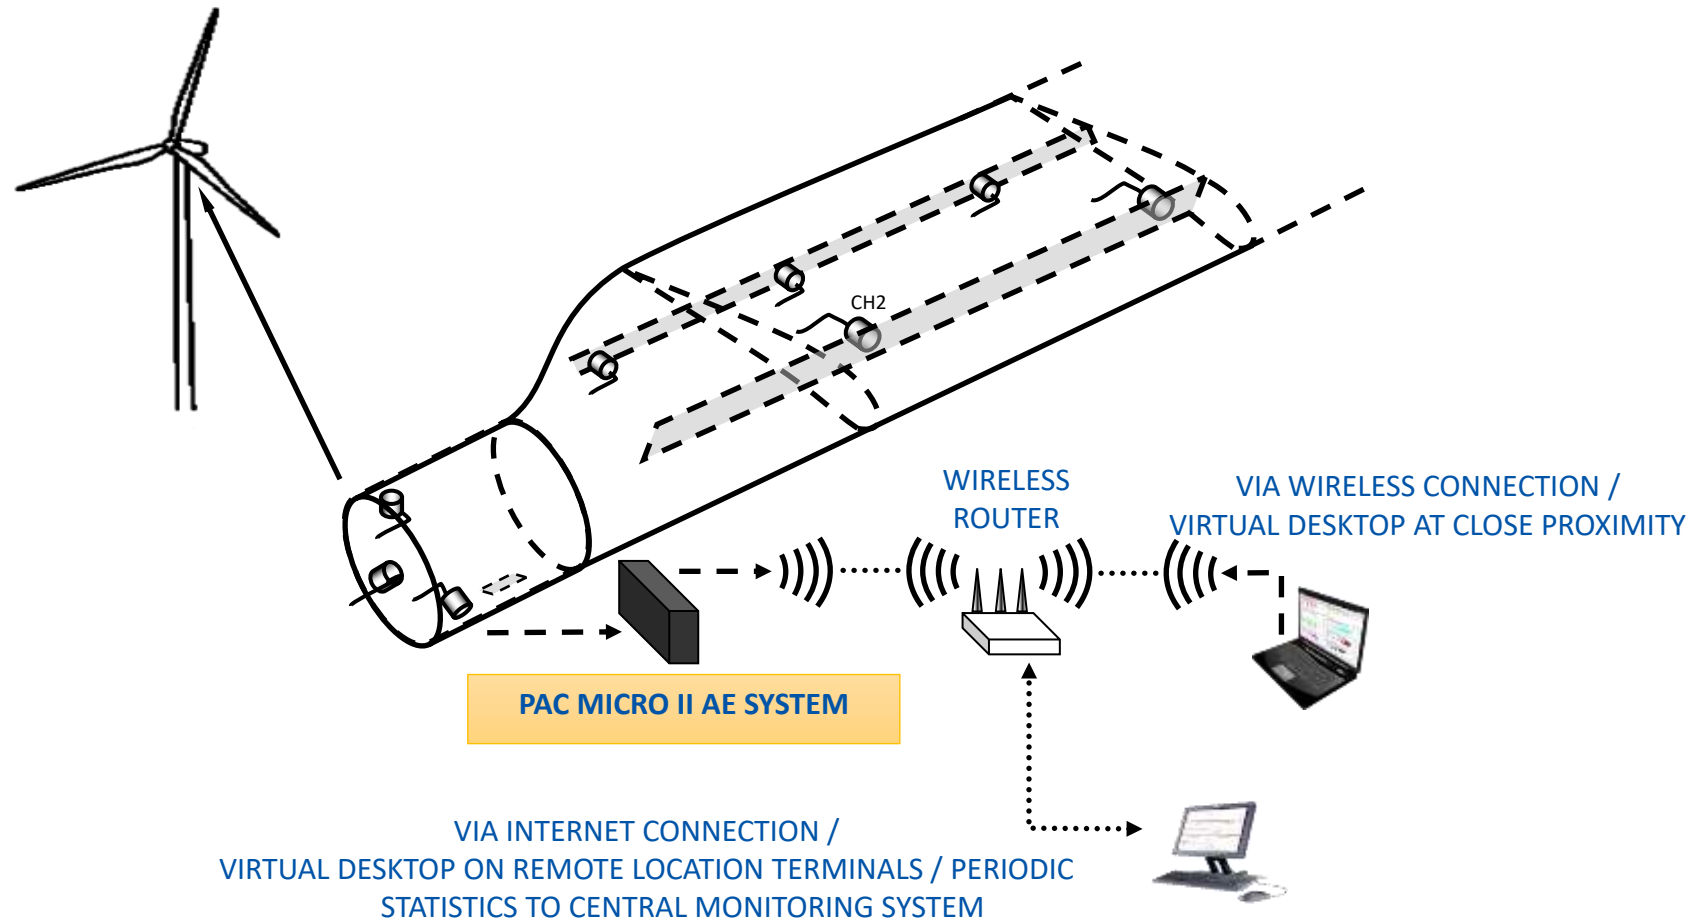 CH2
WIRELESS
ROUTER
VIA WIRELESS CONNECTION /
VIRTUAL DESKTOP AT CLOSE PROXIMITY
PAC MICRO II AE SYSTEM
VIA INTERNET CONNECTION /
VIRTUAL DESKTOP ON REMOTE LOCATION TERMINALS / PERIODIC
STATISTICS TO CENTRAL MONITORING SYSTEM